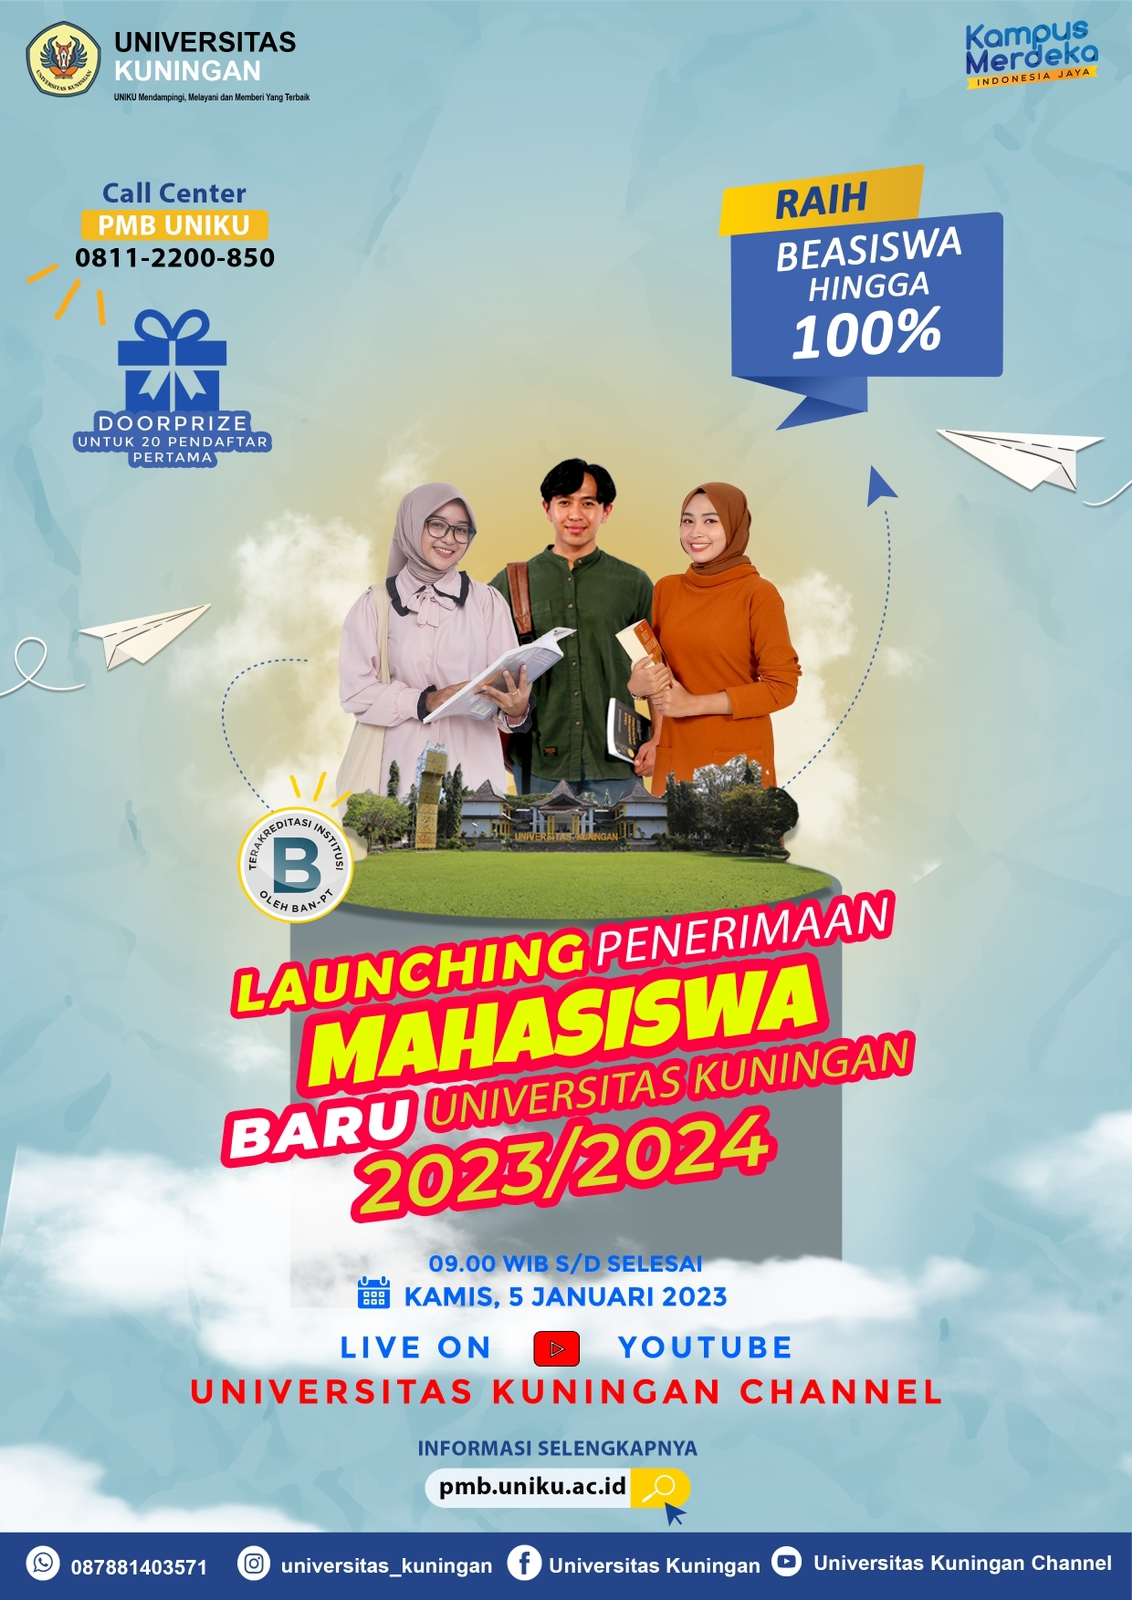 UNIVERSITAS
KUNINGAN
UNIKU Mendampingi, Melayani dan Memberi Yang Terbaik
UNIVERSITAS KUNINGAN
Kampus
Merdeka
INDONESIA JAYA
Call Center
PMB UNIKU
0811-2200-850
DOORPRIZE
UNTUK 20 PENDAFTAR
PERTAMA
RAIH
BEASISWA
HINGGA
100%
UNIVERSITAS KUNINGAN
TERAKREDITASI INSTITUSI
B
OLEH BAN-PT
LAUNCHING PENERIMAAN
MAHASISWA
BARU UNIVERSITAS KUNINGAN
2023/2024
09.00 WIB S/D SELESAI
KAMIS, 5 JANUARI 2023
LIVE ON YOUTUBE
UNIVERSITAS KUNINGAN CHANNEL
INFORMASI SELENGKAPNYA
pmb.uniku.ac.id
087881403571
universitas_kuningan
Universitas Kuningan
Universitas Kuningan Channel